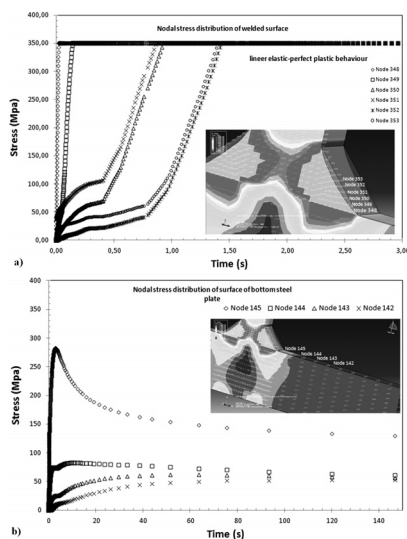 Nodal stress distribution of welded surface
400,00
350,00
300,00
250,00
200,00
150,00
100,00
50,00
0,00
Stress (Mpa)
lineer elastic-perfect plastic behaviour
Node 346
Node 349
Node 350
Node 351
Node 352
Node 353
Node 353
Node 352
Node 351
Node 350
Node 349
Node 348
0,00 0,50 1,00 1,50 2,00 2,50 3,00
Time (s)
a)
Nodal stress distribution of surface of bottom steel
plate
Node 145 Node 144 Node 143 Node 142
400
350
300
250
200
150
100
50
0
Stress (Mpa)
Node 145
Node 144
Node 143
Node 142
0 20 40 60 80 100 120 140
Time (s)
b)